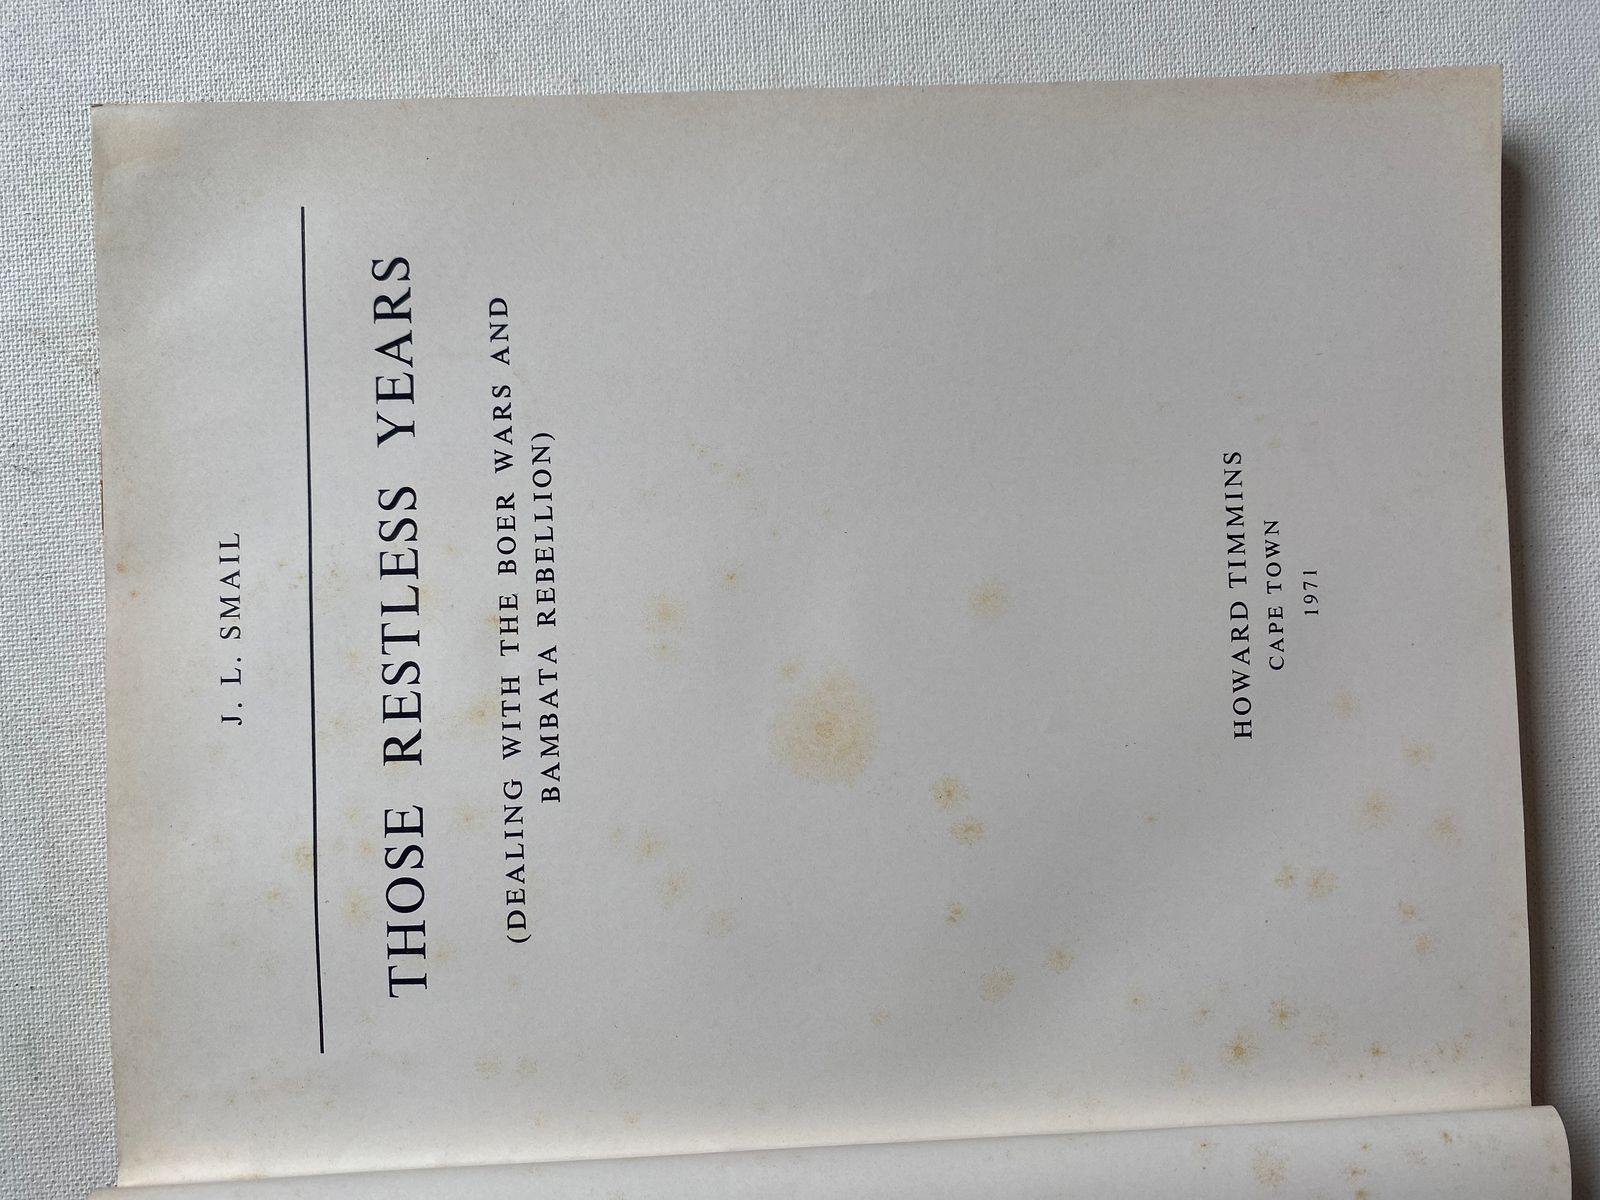 J. L. SMAIL
THOSE RESTLESS YEARS
(DEALING WITH THE BOER WARS AND
BAMBATA REBELLION)
HOWARD TIMMINS
CAPE TOWN
1971